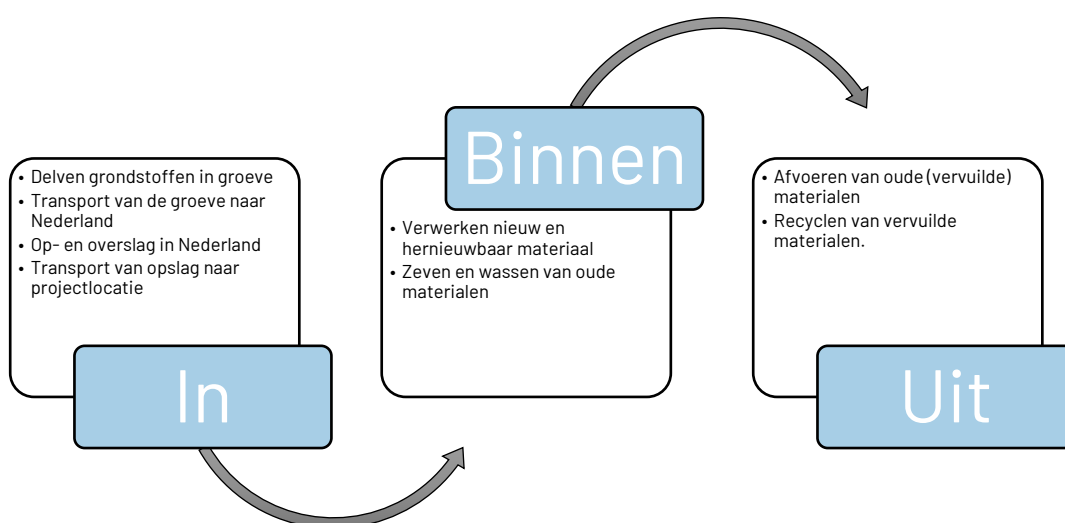 • Delven grondstoffen in groeve
• Transport van de groeve naar
Nederland
• Op- en overslag in Nederland
• Transport van opslag naar
projectlocatie
In
Binnen
• Verwerken nieuw en
hernieuwbaar materiaal
• Zeven en wassen van oude
materialen
• Afvoeren van oude (vervuilde)
materialen
• Recyclen van vervuilde
materialen.
Uit